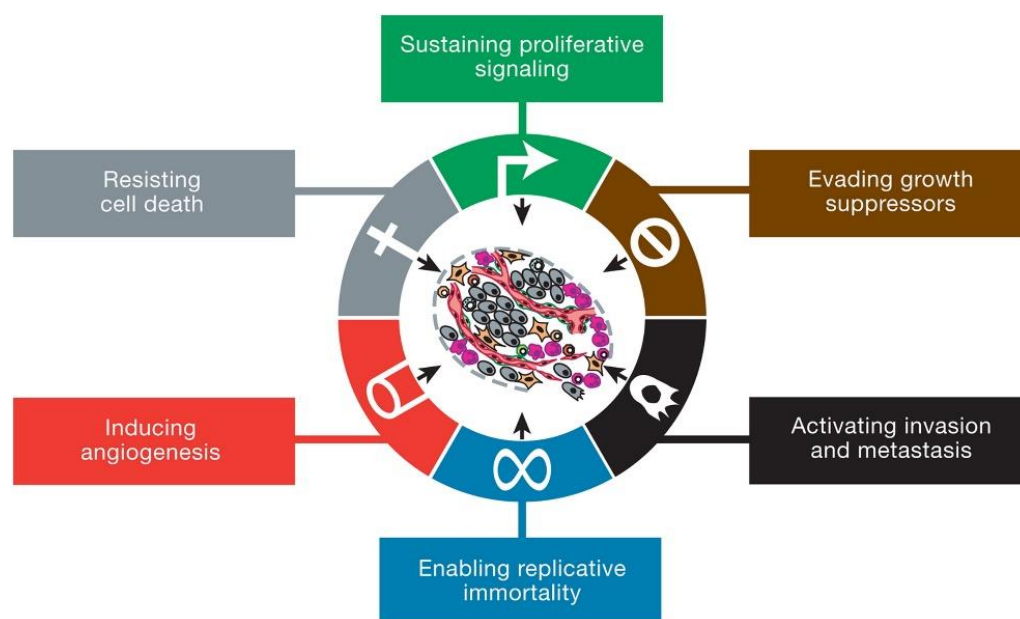 Sustaining proliferative
signaling
Resisting
cell death
Evading growth
suppressors
Inducing
angiogenesis
Activating invasion
and metastasis
Enabling replicative
immortality